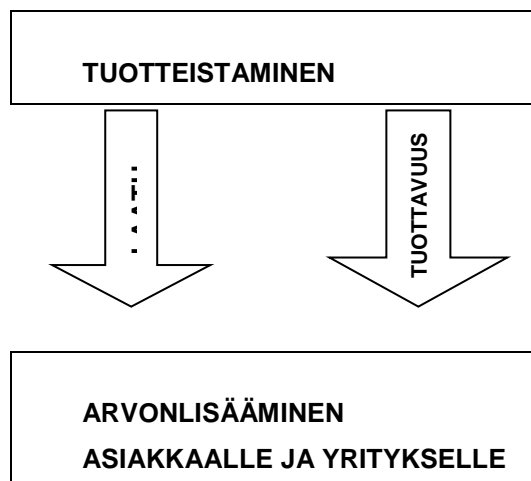 TUOTTEISTAMINEN
TUOTTAVUUS
ARVONLISÄÄMINEN
ASIAKKAALLE JA YRITYKSELLE